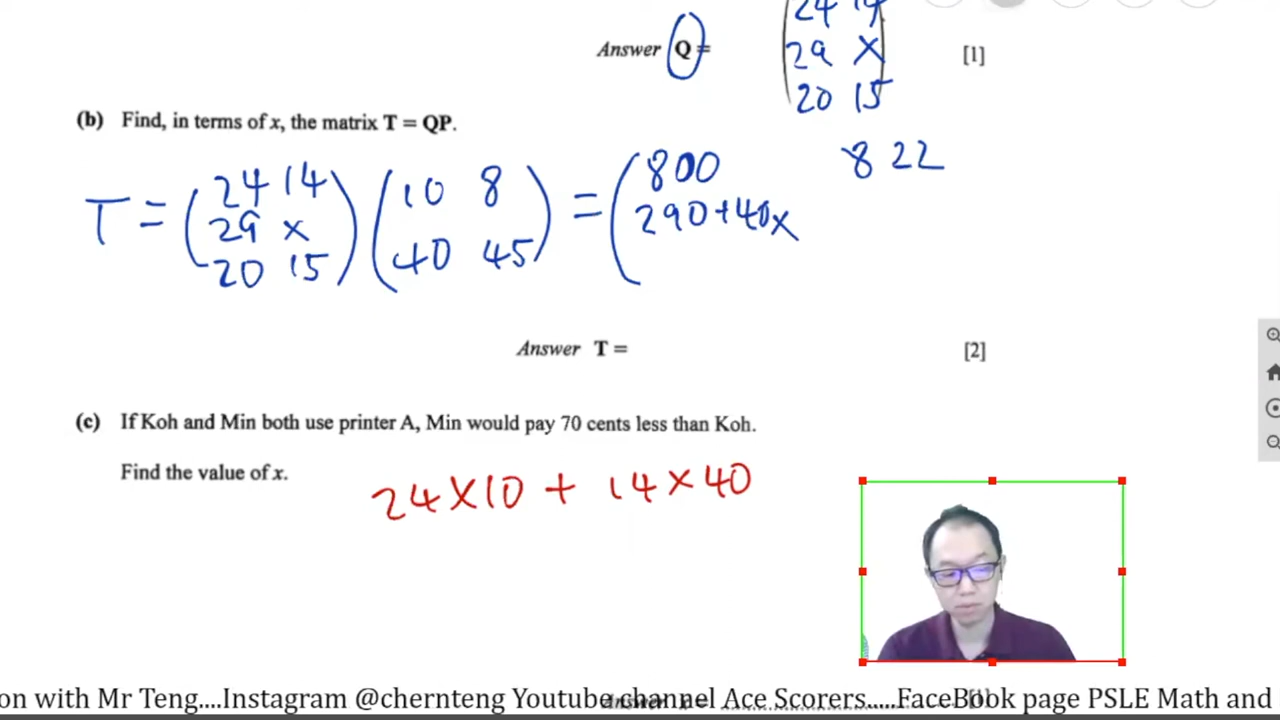 24 14
Answer Q = 29 x [1]
20 15
(b) Find, in terms of x, the matrix T = QP.
T = ( 24 14 ) ( 10 8 ) = ( 800 822
29 x 290+40x
20 15 40 45
Answer T = [2]
(c) If Koh and Min both use printer A, Min would pay 70 cents less than Koh.
Find the value of x.
24 × 10 + 14 × 40
on with Mr Teng....Instagram @chernteng Youtube channel Ace Scorers.....FaceBook page PSLE Math and